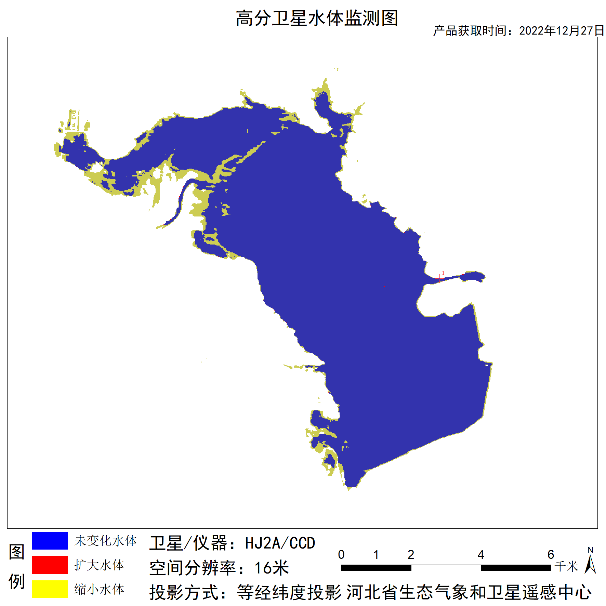 高分卫星水体监测图
产品获取时间：2022年12月27日
图例
未变化水体
扩大水体
缩小水体
卫星/仪器：HJ2A/CCD
空间分辨率：16米
投影方式：等经纬度投影 河北省生态气象和卫星遥感中心
0 1 2 4 6 千米
N